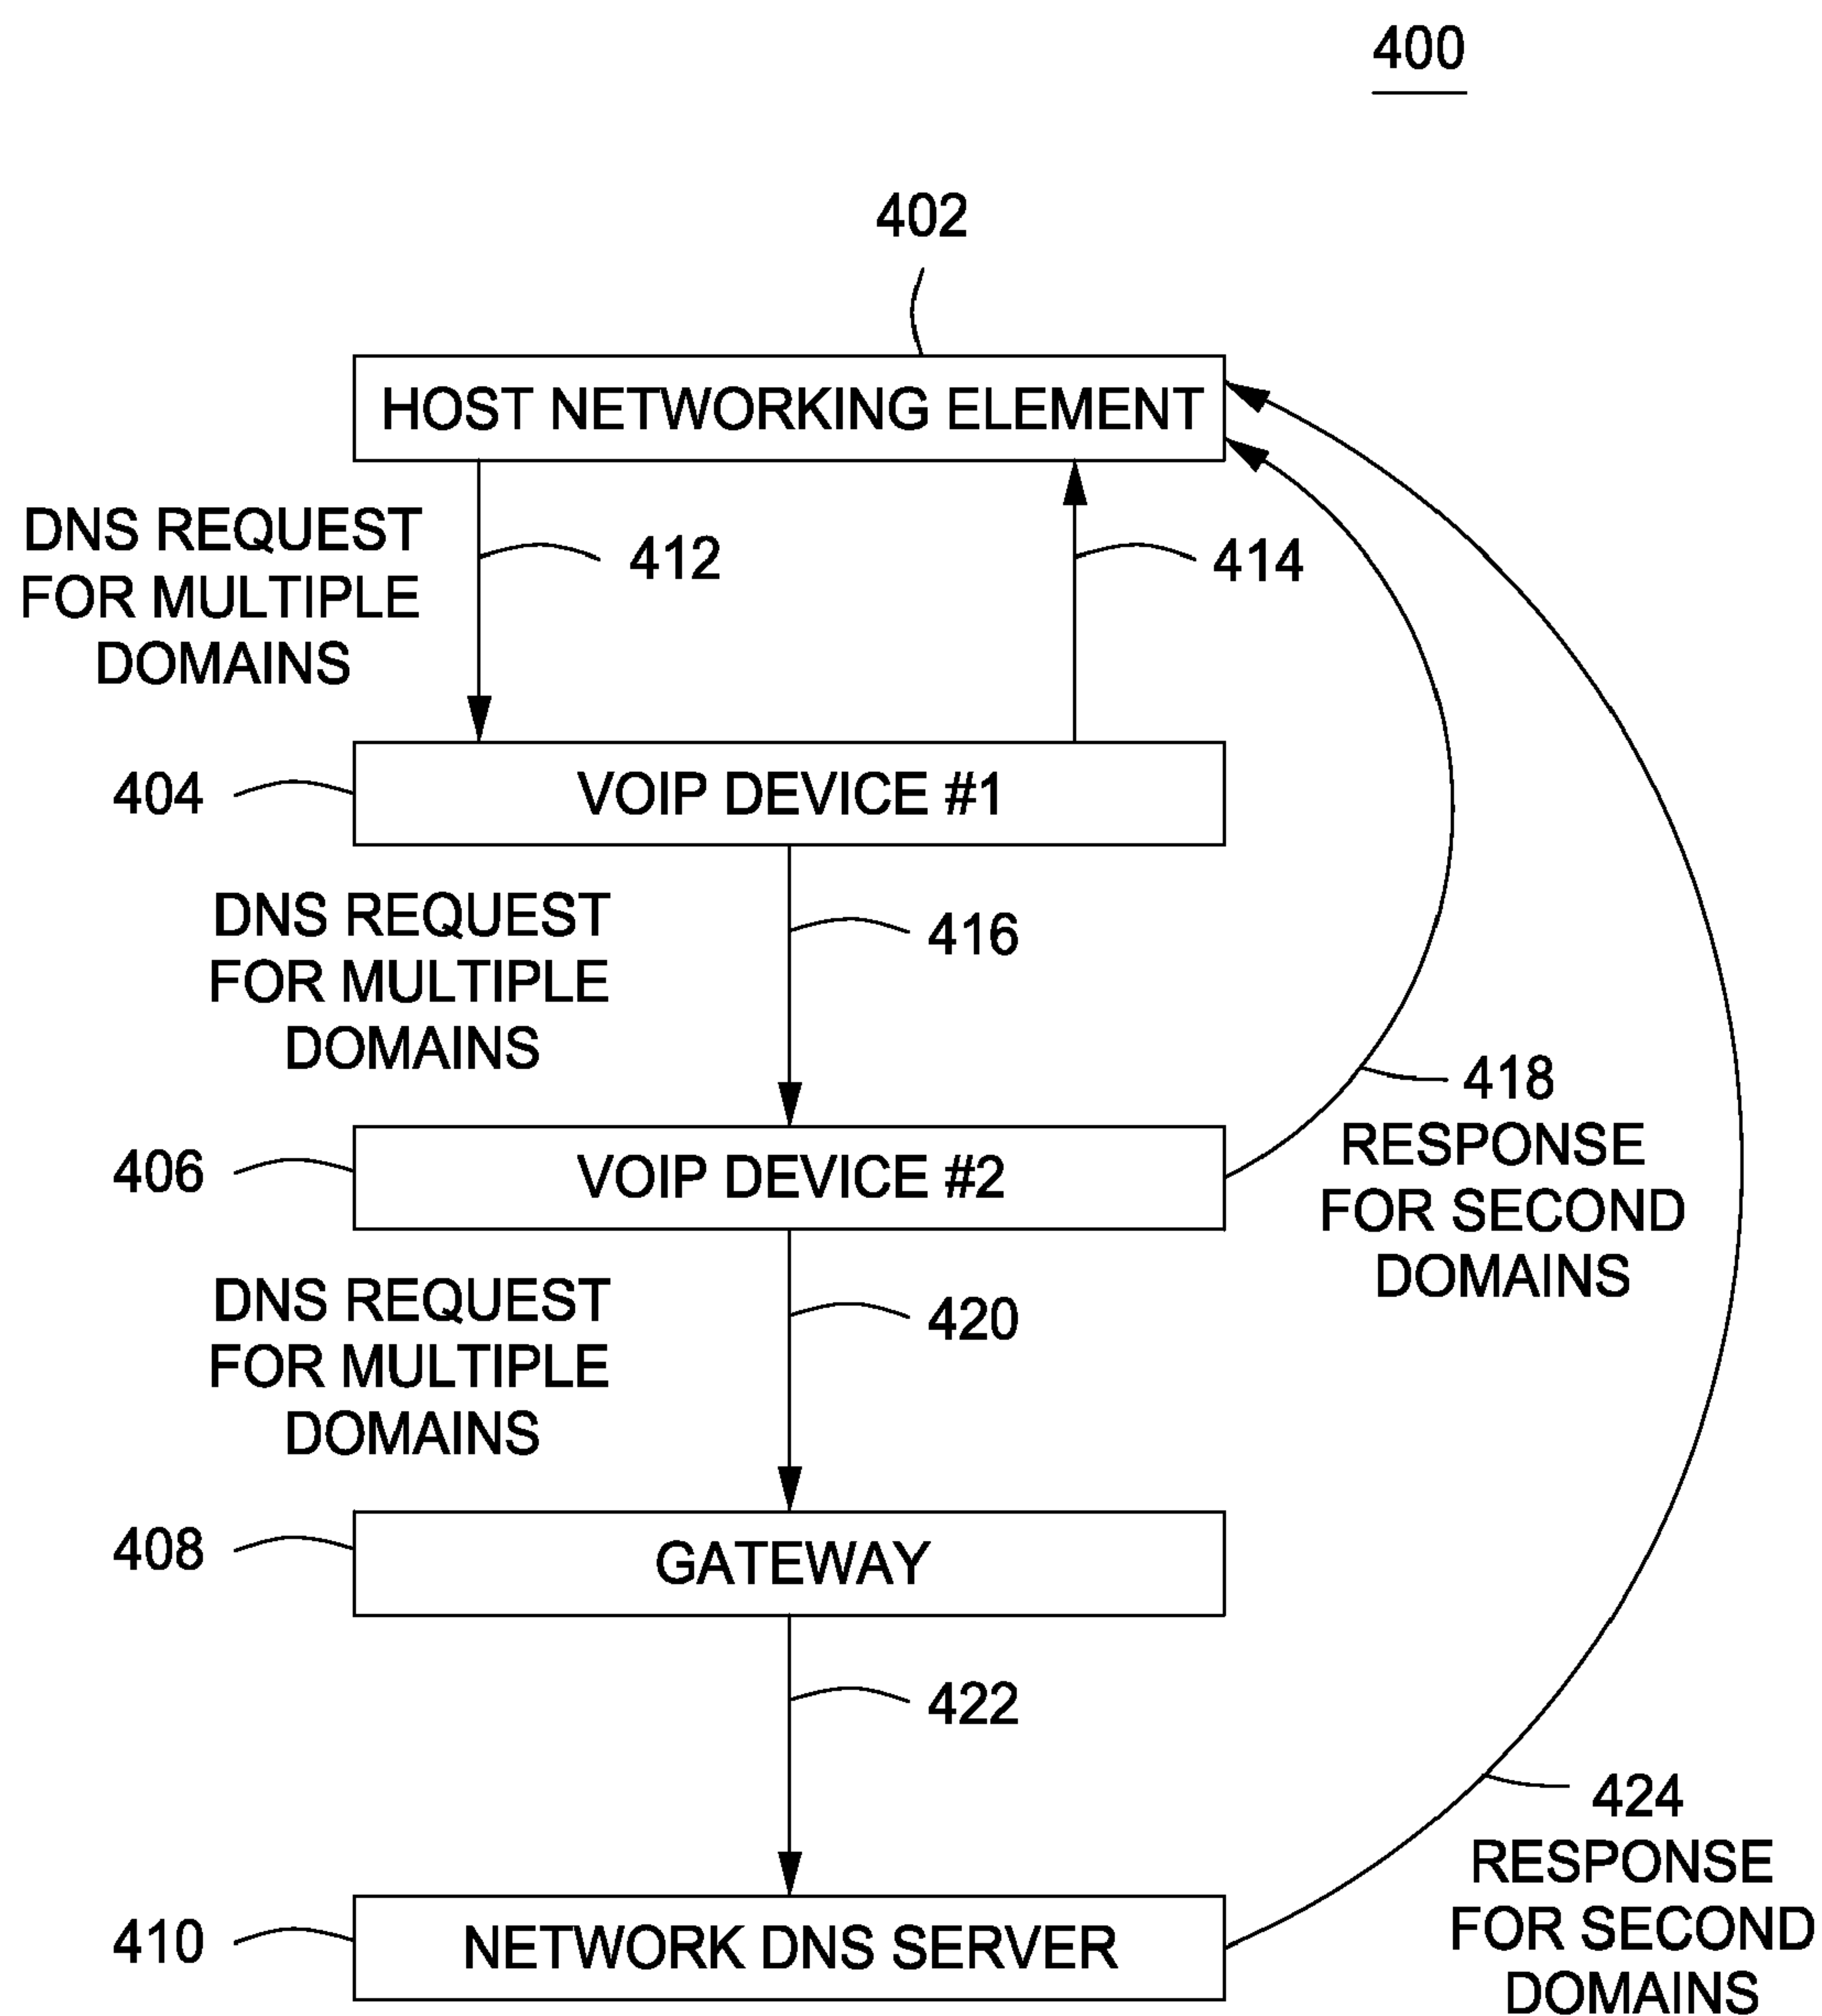 400
402
HOST NETWORKING ELEMENT
DNS REQUEST
FOR MULTIPLE
DOMAINS
412
414
404
VOIP DEVICE #1
DNS REQUEST
FOR MULTIPLE
DOMAINS
416
418
RESPONSE
FOR SECOND
DOMAINS
406
VOIP DEVICE #2
DNS REQUEST
FOR MULTIPLE
DOMAINS
420
408
GATEWAY
422
424
RESPONSE
FOR SECOND
DOMAINS
410
NETWORK DNS SERVER